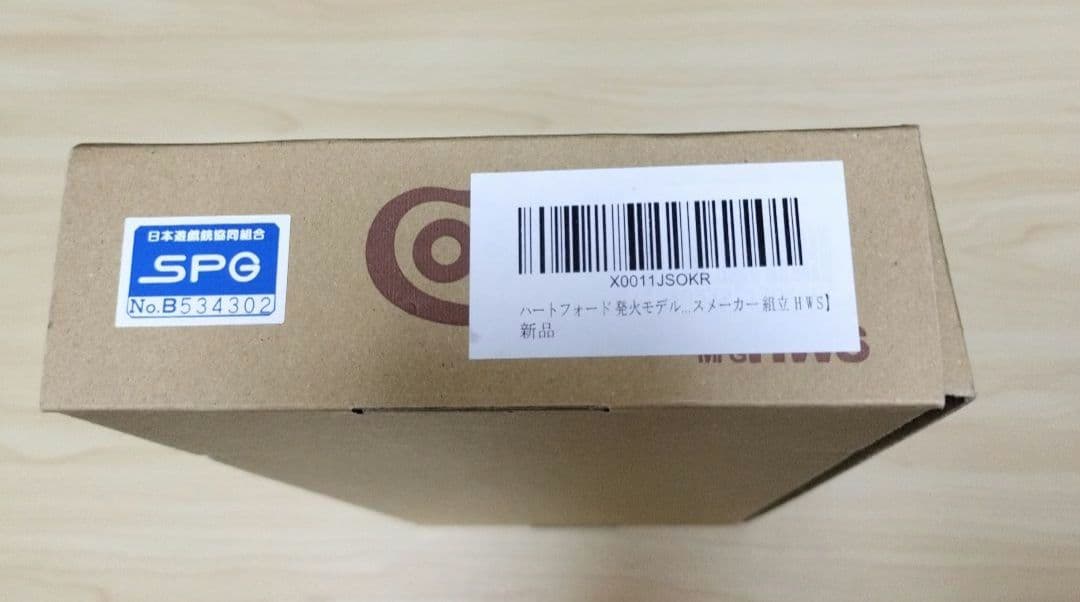 日本遊戯銃協同組合
SPG
No.B534302
X0011JSOKR
ハートフォード 発火モデル...スメーカー 組立 HWS】
新品
HWS